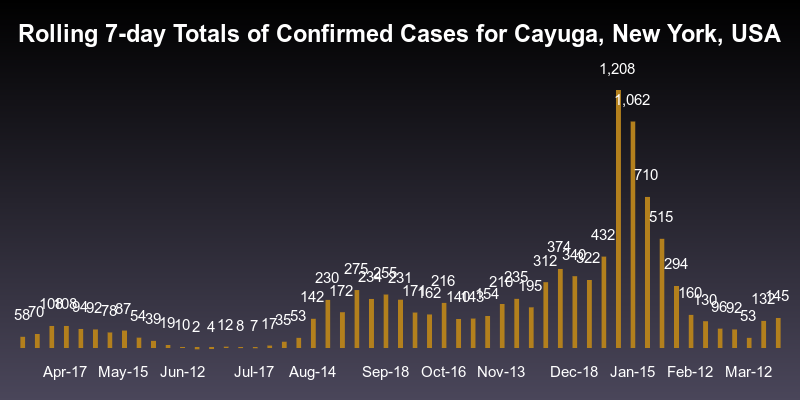 Rolling 7-day Totals of Confirmed Cases for Cayuga, New York, USA
58 70 108 108 94 92 78 87 54 39 19 10 2 4 12 8 7 17 35 53 142 230 172 275 234 255 231 171 162 216 140 143 154 210 235 195 312 374 340 322 432 1,208 1,062 710 515 294 160 130 96 92 53 132 145
Apr-17 May-15 Jun-12 Jul-17 Aug-14 Sep-18 Oct-16 Nov-13 Dec-18 Jan-15 Feb-12 Mar-12